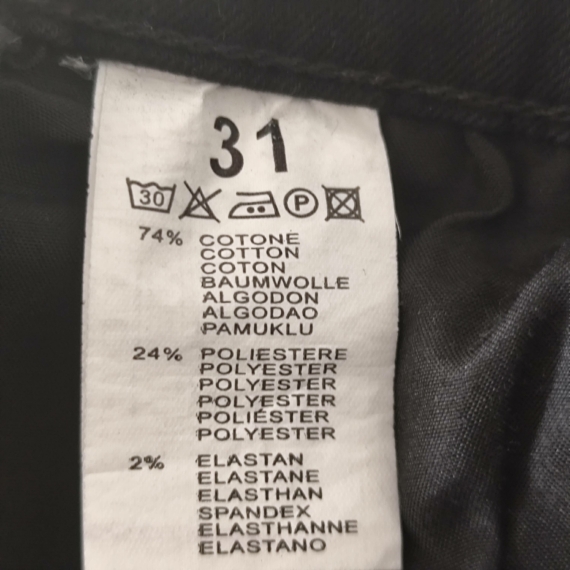 31
30 P
74% COTONE
COTTON
COTON
BAUMWOLLE
ALGODON
ALGODAO
PAMUKLU
24% POLIESTERE
POLYESTER
POLYESTER
POLYESTER
POLIÉSTER
POLYESTER
2% ELASTAN
ELASTANE
ELASTHAN
SPANDEX
ELASTHANNE
ELASTANO